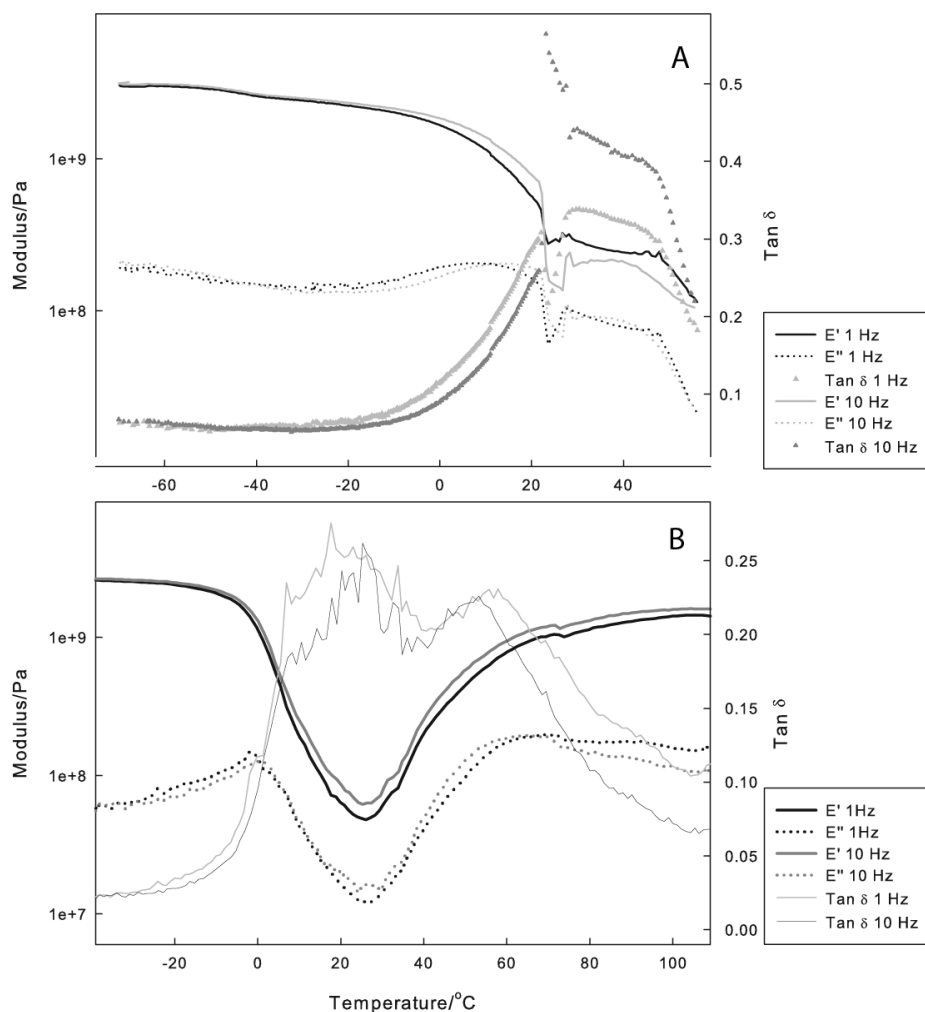 A
Modulus/Pa
1e+9
1e+8
0.5
0.4
0.3
0.2
0.1
Tan δ
-60
-40
-20
0
20
40
E' 1 Hz
E'' 1 Hz
Tan δ 1 Hz
E' 10 Hz
E'' 10 Hz
Tan δ 10 Hz
B
Modulus/Pa
1e+9
1e+8
1e+7
0.25
0.20
0.15
0.10
0.05
0.00
Tan δ
-20
0
20
40
60
80
100
Temperature/°C
E' 1Hz
E'' 1Hz
E' 10 Hz
E'' 10 Hz
Tan δ 1 Hz
Tan δ 10 Hz